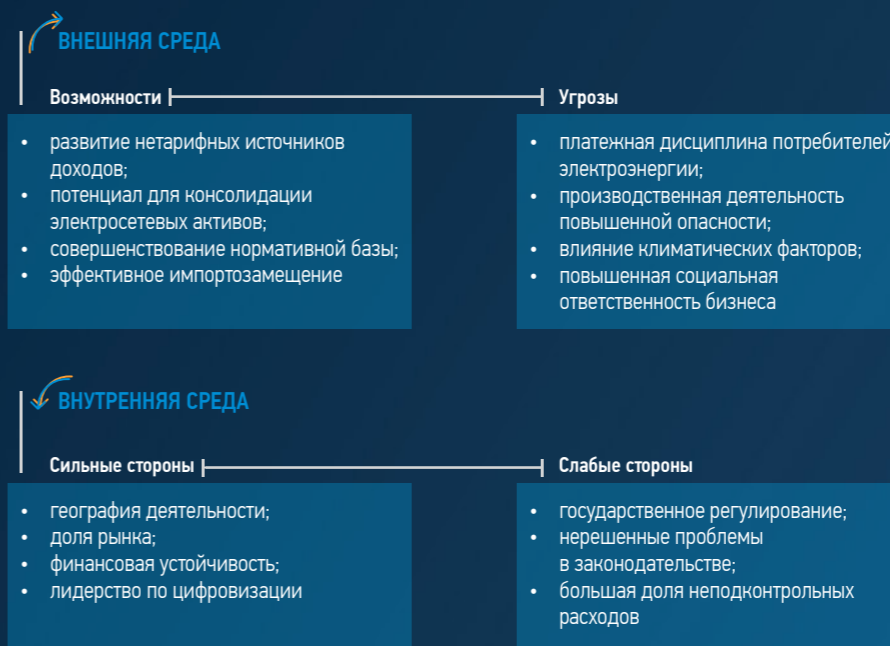 ВНЕШНЯЯ СРЕДА
Возможности
• развитие нетарифных источников
доходов;
• потенциал для консолидации
электросетевых активов;
• совершенствование нормативной базы;
• эффективное импортозамещение
Угрозы
• платежная дисциплина потребителей
электроэнергии;
• производственная деятельность
повышенной опасности;
• влияние климатических факторов;
• повышенная социальная
ответственность бизнеса
ВНУТРЕННЯЯ СРЕДА
Сильные стороны
• география деятельности;
• доля рынка;
• финансовая устойчивость;
• лидерство по цифровизации
Слабые стороны
• государственное регулирование;
• нерешенные проблемы
в законодательстве;
• большая доля неподконтрольных
расходов